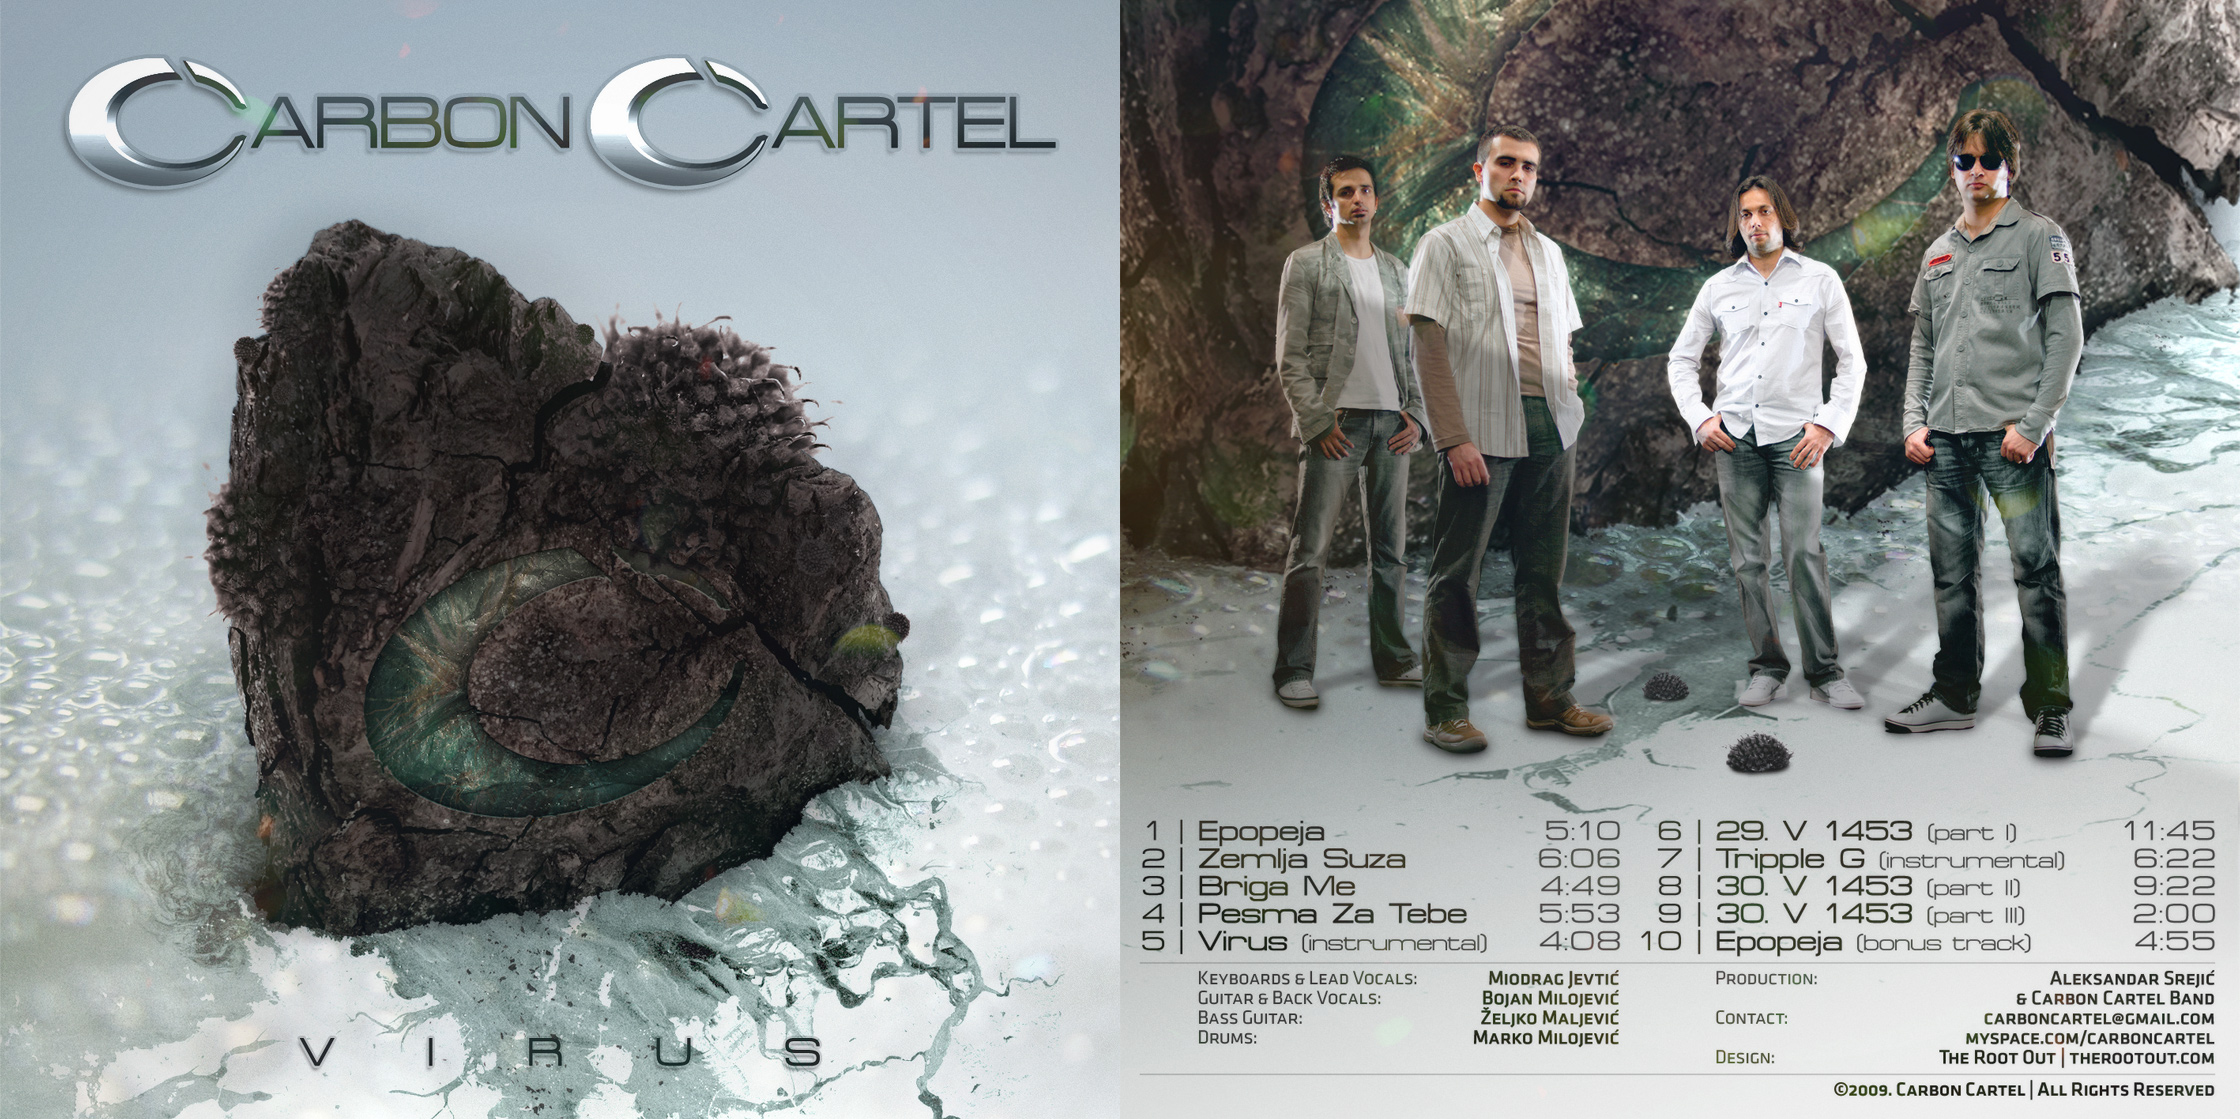 CARBON CARTEL
VIRUS
1 | Epopeja 5:10
2 | Zemlja Suza 6:06
3 | Briga Me 4:49
4 | Pesma Za Tebe 5:53
5 | Virus (instrumental) 4:08
6 | 29. V 1453 (part I) 11:45
7 | Tripple G (instrumental) 6:22
8 | 30. V 1453 (part II) 9:22
9 | 30. V 1453 (part III) 2:00
10 | Epopeja (bonus track) 4:55
KEYBOARDS & LEAD VOCALS: MIODRAG JEVTIĆ
GUITAR & BACK VOCALS: BOJAN MILOJEVIĆ
BASS GUITAR: ŽELJKO MALJEVIĆ
DRUMS: MARKO MILOJEVIĆ
PRODUCTION: ALEKSANDAR SREJIĆ
& CARBON CARTEL BAND
CONTACT: CARBONCARTEL@GMAIL.COM
MYSPACE.COM/CARBONCARTEL
DESIGN: THE ROOT OUT | THEROOTOUT.COM
©2009. CARBON CARTEL | ALL RIGHTS RESERVED